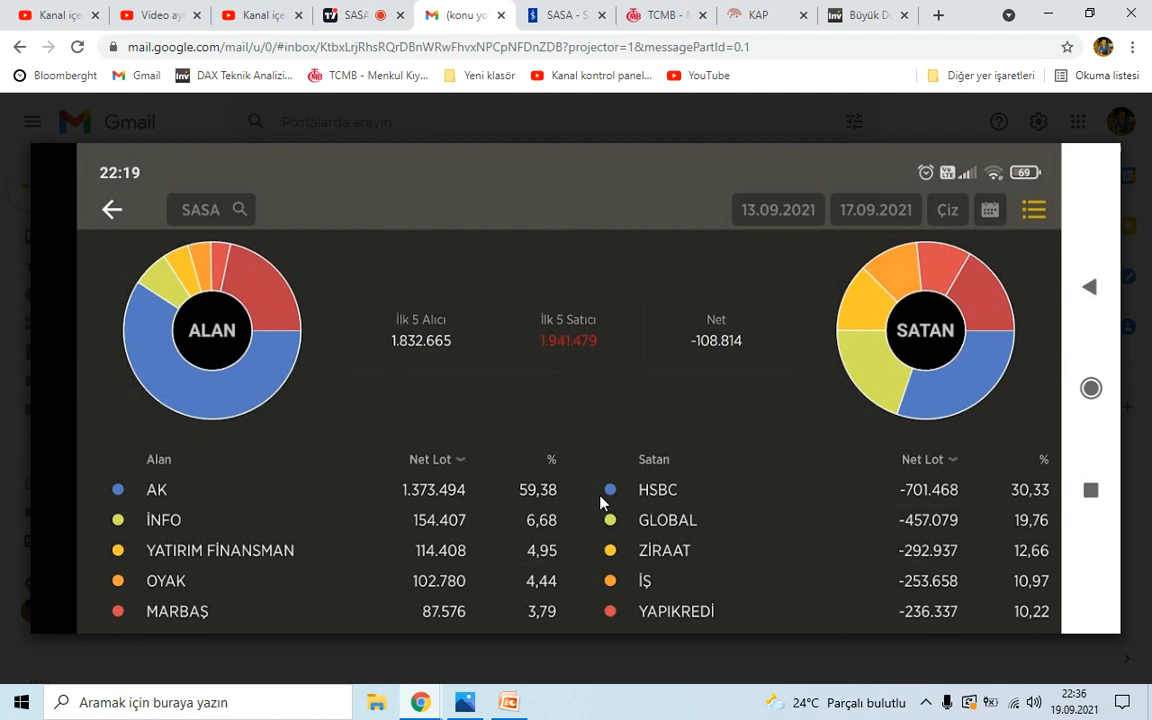 Kanal içe
Video ay
Kanal içe
SASA
(konu yo
SASA - S
TCMB - M
KAP
Büyük D
mail.google.com/mail/u/0/#inbox/KtbxLrjRhsRQrDBnWRwFhvxNPCpNFDnZDB?projector=1&messagePartId=0.1
Bloomberght
Gmail
DAX Teknik Analizi...
TCMB - Menkul Kıy...
Yeni klasör
Kanal kontrol panel...
YouTube
Diğer yer işaretleri
Okuma listesi
Gmail
Postalarda arayın
22:19
69
SASA
13.09.2021
17.09.2021
Çiz
ALAN
İlk 5 Alıcı
1.832.665
İlk 5 Satıcı
1.941.479
Net
-108.814
SATAN
Alan Net Lot % Satan Net Lot %
AK 1.373.494 59,38 HSBC -701.468 30,33
İNFO 154.407 6,68 GLOBAL -457.079 19,76
YATIRIM FİNANSMAN 114.408 4,95 ZİRAAT -292.937 12,66
OYAK 102.780 4,44 İŞ -253.658 10,97
MARBAŞ 87.576 3,79 YAPIKREDİ -236.337 10,22
Aramak için buraya yazın
24°C Parçalı bulutlu
22:36
19.09.2021